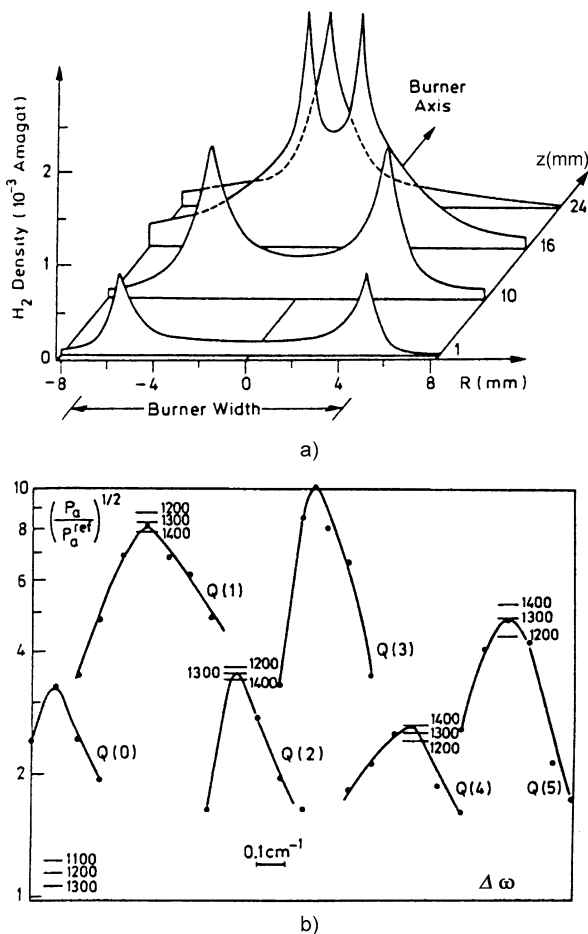 H₂ Density (10⁻³ Amagat)
2
1
0
Burner
Axis
z(mm)
24
16
10
1
-8
-4
0
4
8
R (mm)
Burner Width
a)
10
8
6
4
2
1
(Pₐ/Pₐʳᵉᶠ)¹/²
1200
1300
1400
Q(1)
Q(0)
1100
1200
1300
1300
1200
1400
Q(2)
0.1cm⁻¹
Q(3)
1400
1300
1200
Q(4)
1400
1300
1200
Q(5)
Δω
b)